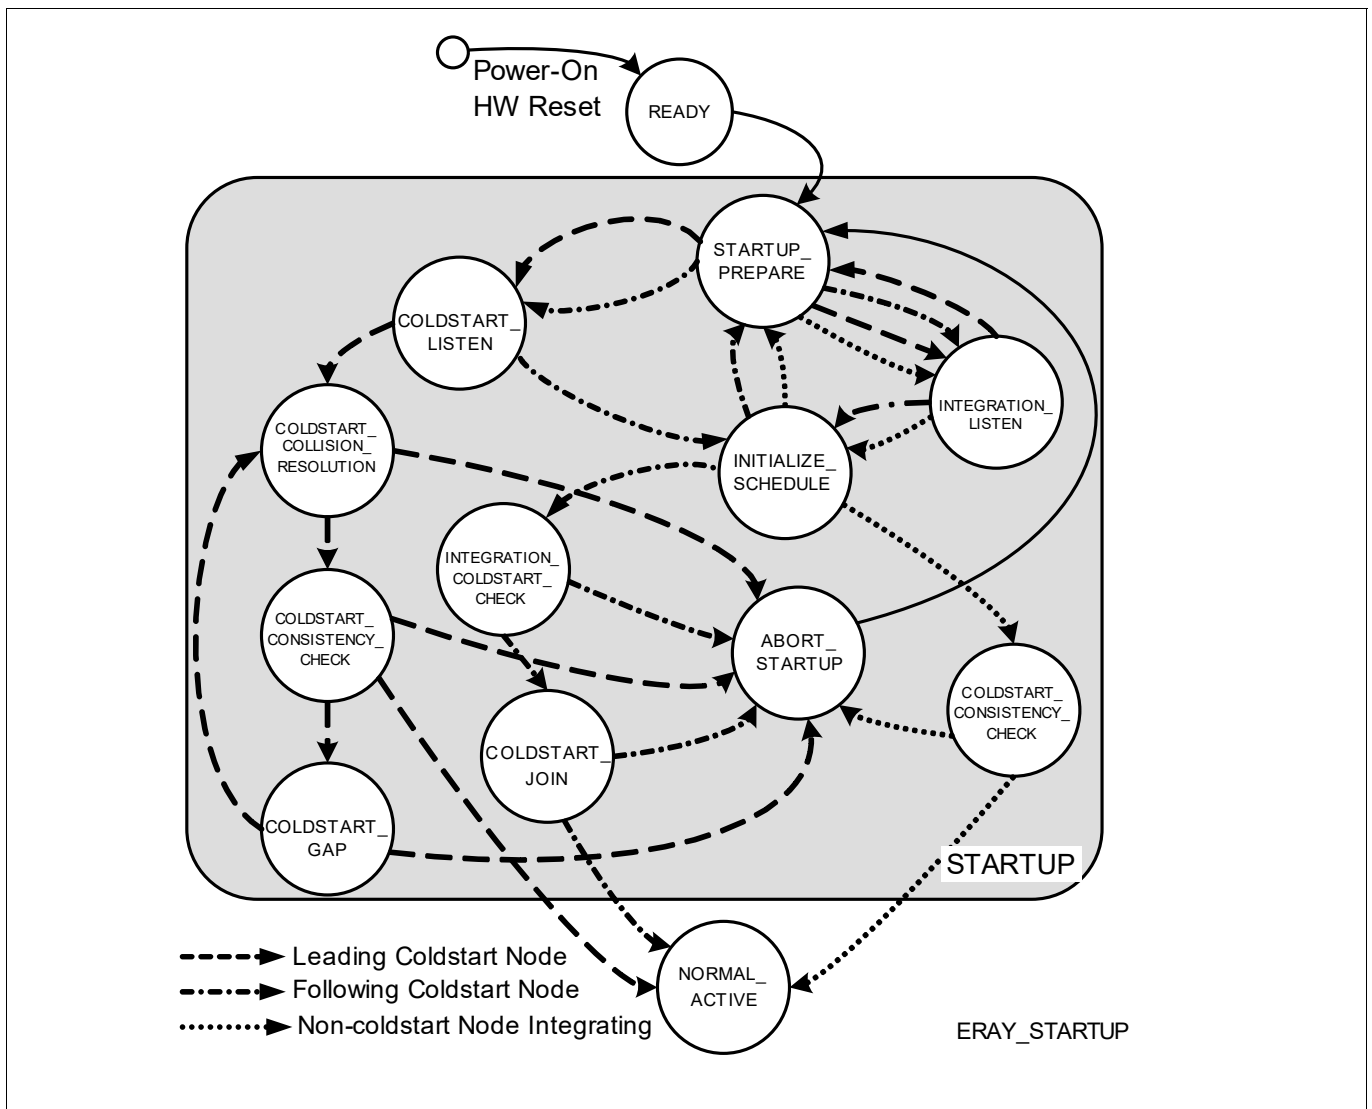 Power-On
HW Reset
READY
STARTUP_
PREPARE
COLDSTART_
LISTEN
INTEGRATION_
LISTEN
COLDSTART_
COLLISION_
RESOLUTION
INITIALIZE_
SCHEDULE
INTEGRATION_
COLDSTART_
CHECK
COLDSTART_
CONSISTENCY_
CHECK
ABORT_
STARTUP
COLDSTART_
CONSISTENCY_
CHECK
COLDSTART_
JOIN
COLDSTART_
GAP
STARTUP
Leading Coldstart Node
Following Coldstart Node
Non-coldstart Node Integrating
NORMAL_
ACTIVE
ERAY_STARTUP